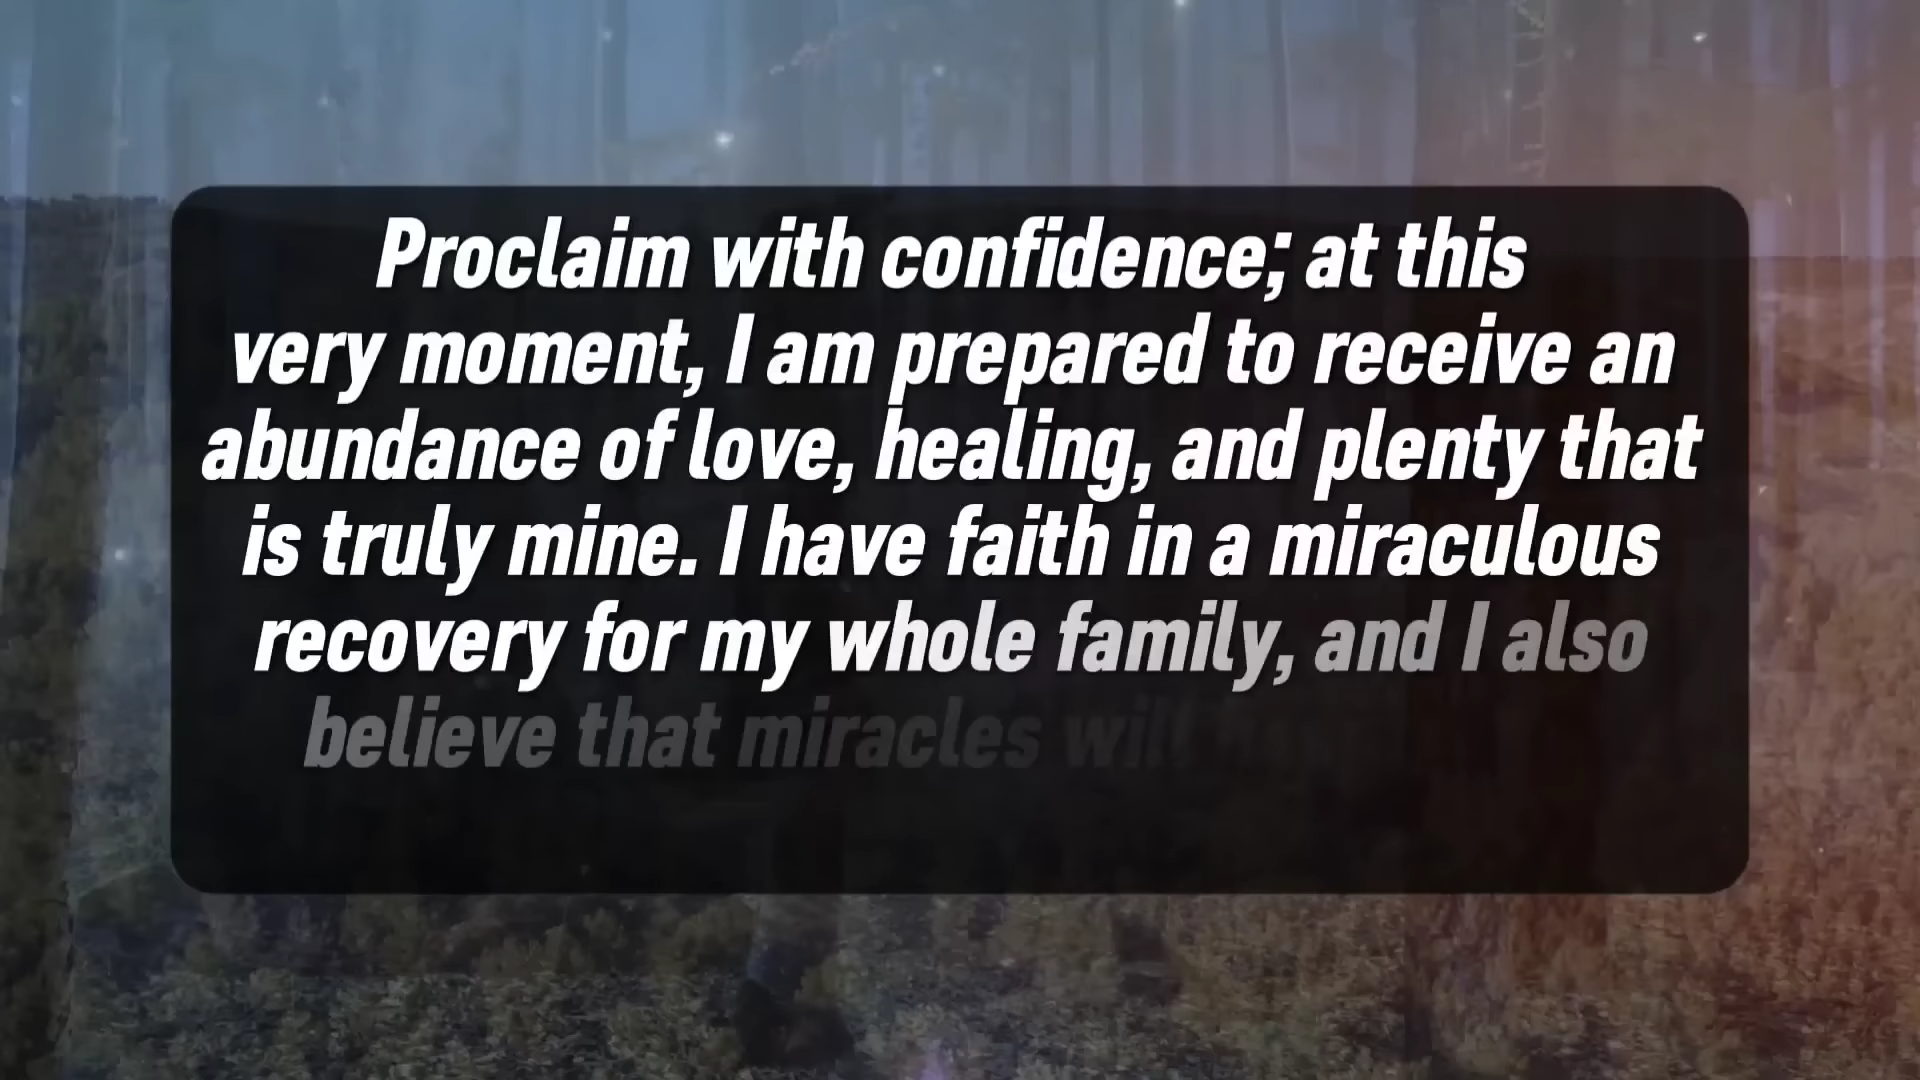 Proclaim with confidence; at this
very moment, I am prepared to receive an
abundance of love, healing, and plenty that
is truly mine. I have faith in a miraculous
recovery for my whole family, and I also
believe that miracles will